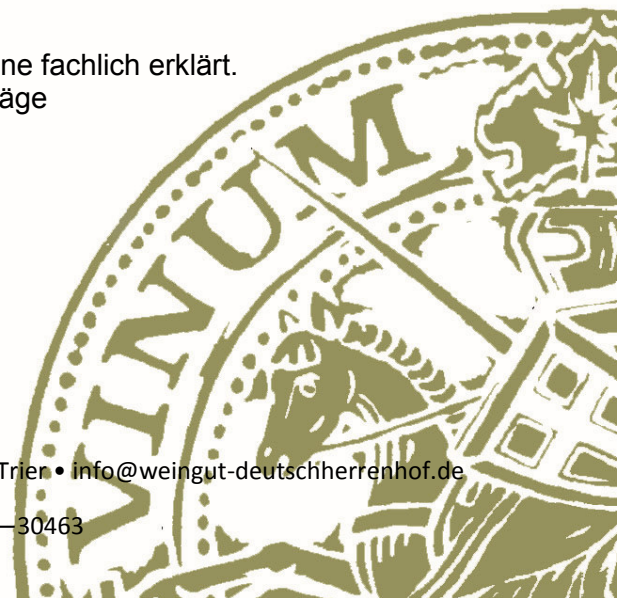 ne fachlich erklärt.
äge
VINUM
Trier • info@weingut-deutschherrenhof.de
–30463